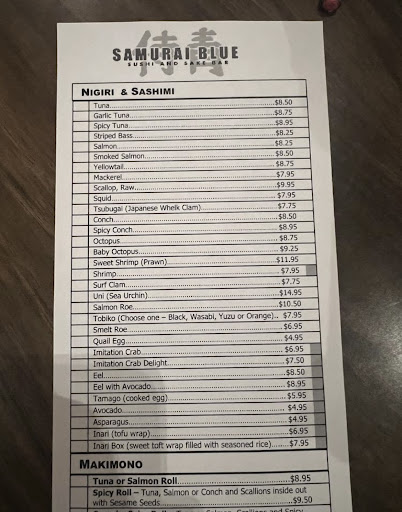 侍青
SAMURAI BLUE
SUSHI AND SAKE BAR
NIGIRI & SASHIMI
Tuna $8.50
Garlic Tuna $8.75
Spicy Tuna $8.95
Striped Bass $8.25
Salmon $8.25
Smoked Salmon $8.50
Yellowtail $8.75
Mackerel $7.95
Scallop, Raw $9.95
Squid $7.95
Tsubugai (Japanese Whelk Clam) $7.75
Conch $8.50
Spicy Conch $8.95
Octopus $8.75
Baby Octopus $9.25
Sweet Shrimp (Prawn) $11.95
Shrimp $7.95
Surf Clam $7.75
Uni (Sea Urchin) $14.95
Salmon Roe $10.50
Tobiko (Choose one – Black, Wasabi, Yuzu or Orange) $7.95
Smelt Roe $6.95
Quail Egg $4.95
Imitation Crab $6.95
Imitation Crab Delight $7.50
Eel $8.50
Eel with Avocado $8.95
Tamago (cooked egg) $5.95
Avocado $4.95
Asparagus $4.95
Inari (tofu wrap) $6.95
Inari Box (sweet toft wrap filled with seasoned rice) $7.95
MAKIMONO
Tuna or Salmon Roll $8.95
Spicy Roll – Tuna, Salmon or Conch and Scallions inside out
with Sesame Seeds $9.50